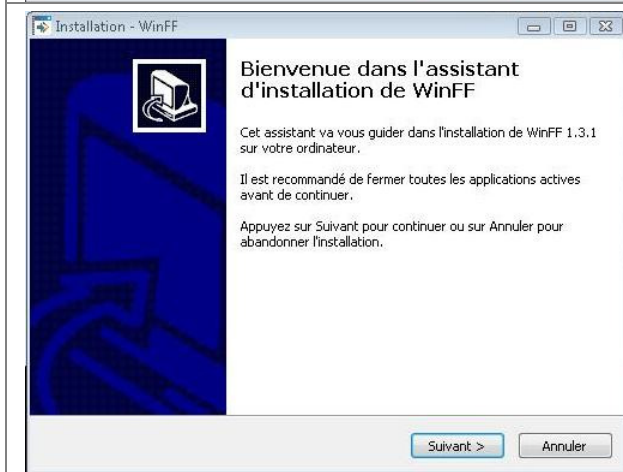 Installation - WinFF
Bienvenue dans l'assistant
d'installation de WinFF
Cet assistant va vous guider dans l'installation de WinFF 1.3.1
sur votre ordinateur.
Il est recommandé de fermer toutes les applications actives
avant de continuer.
Appuyez sur Suivant pour continuer ou sur Annuler pour
abandonner l'installation.
Suivant >
Annuler